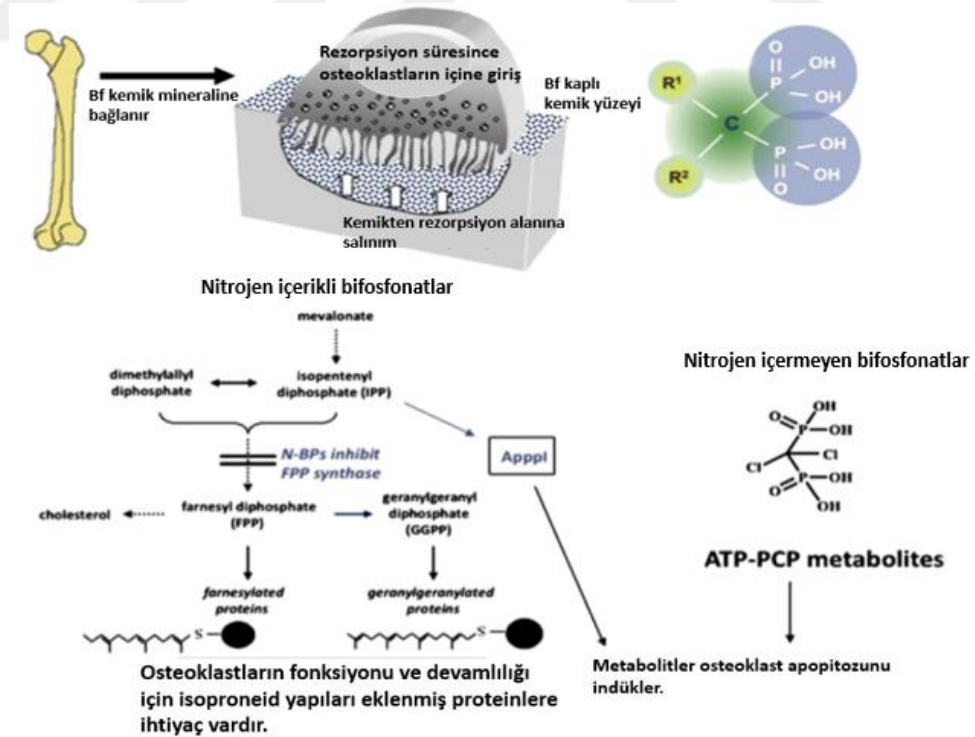 Bf kemik mineraline
bağlanır
Rezorpsiyon süresince
osteoklastların içine giriş
Bf kaplı
kemik yüzeyi
Kemikten rezorpsiyon alanına
salınım
R¹
R²
C
O
P
OH
OH
P
O
OH
OH
Nitrojen içerikli bifosfonatlar
mevalonate
dimethylallyl
diphosphate
isopentenyl
diphosphate (IPP)
N-BPs inhibit
FPP synthase
ApppI
cholesterol
farnesyl diphosphate
(FPP)
geranylgeranyl
diphosphate
(GGPP)
farnesylated
proteins
geranylgeranylated
proteins
S
S
Osteoklastların fonksiyonu ve devamlılığı
için isoproneid yapıları eklenmiş proteinlere
ihtiyaç vardır.
Nitrojen içermeyen bifosfonatlar
OH
O
P
OH
Cl
Cl
P
OH
O
OH
ATP-PCP metabolites
Metabolitler osteoklast apopitozunu
indükler.